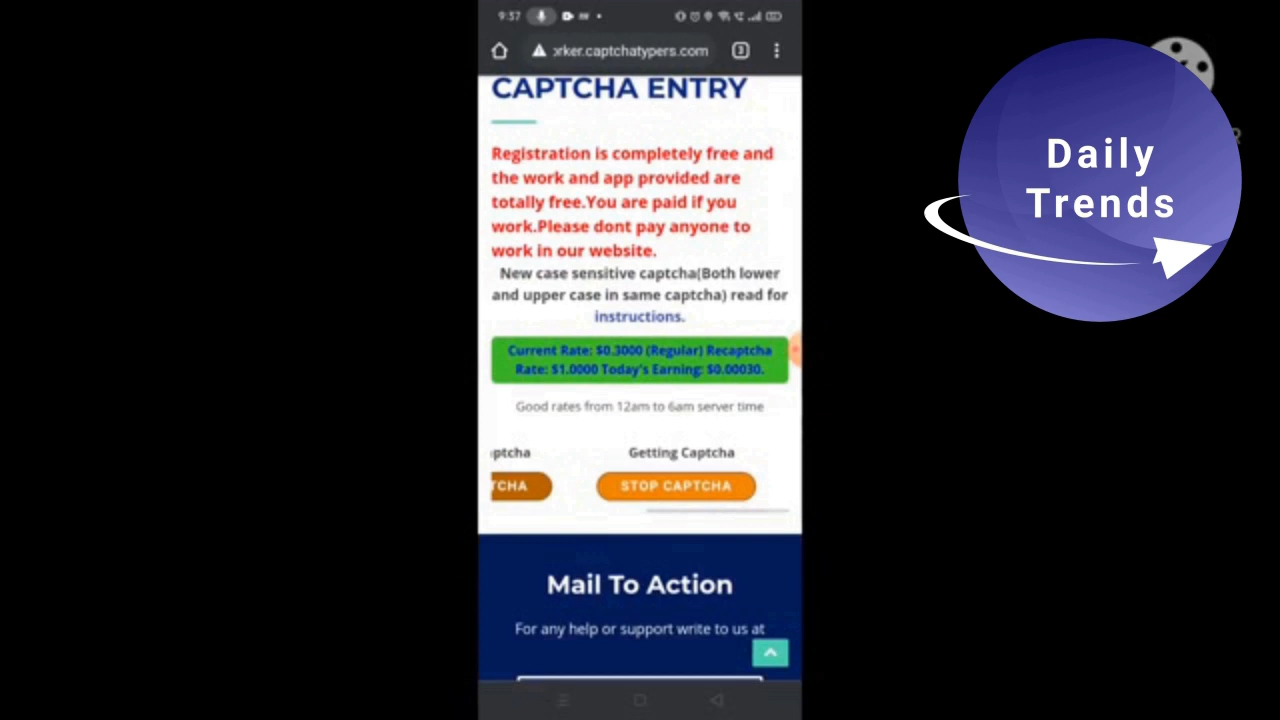 9:37
orker.captchatypers.com
3
CAPTCHA ENTRY
Registration is completely free and
the work and app provided are
totally free.You are paid if you
work.Please dont pay anyone to
work in our website.
New case sensitive captcha(Both lower
and upper case in same captcha) read for
instructions.
Current Rate: $0.3000 (Regular) Recaptcha
Rate: $1.0000 Today's Earning: $0.00030.
Good rates from 12am to 6am server time
aptcha
Getting Captcha
TCHA
STOP CAPTCHA
Mail To Action
For any help or support write to us at
Daily
Trends